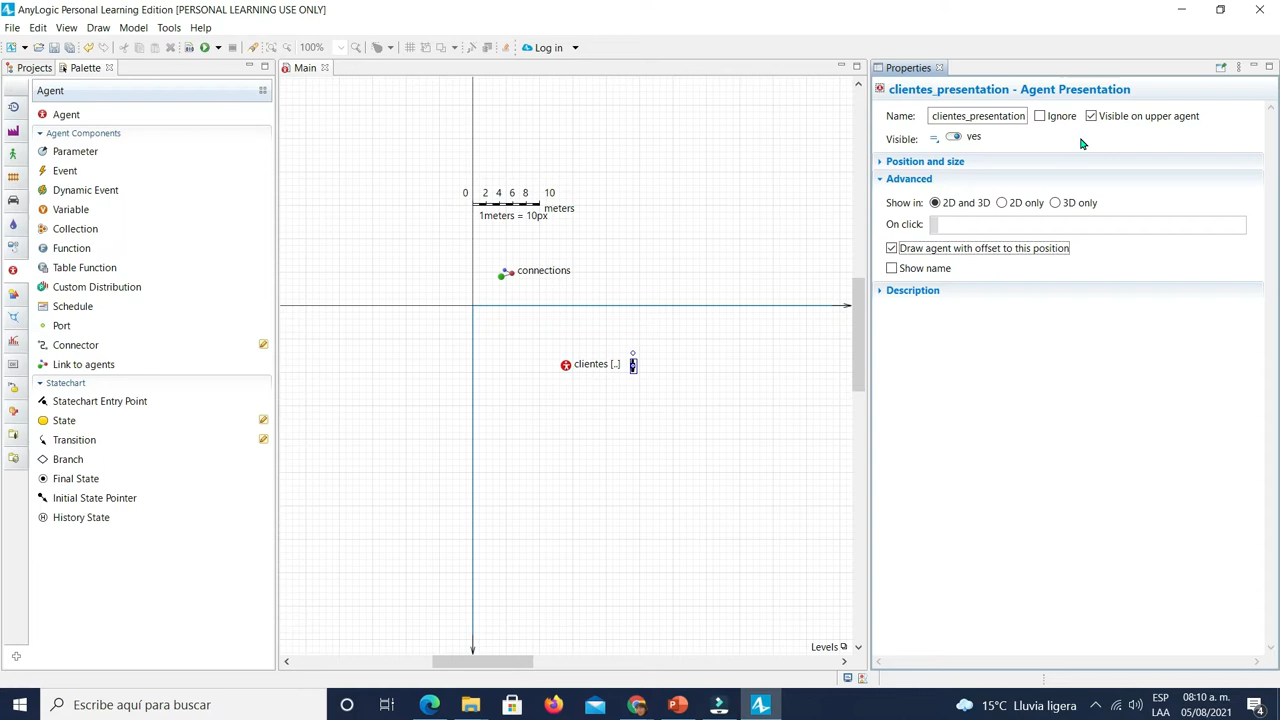 AnyLogic Personal Learning Edition [PERSONAL LEARNING USE ONLY]
File Edit View Draw Model Tools Help
100% Log in
Projects Palette
Agent
Agent
Agent Components
Parameter
Event
Dynamic Event
Variable
Collection
Function
Table Function
Custom Distribution
Schedule
Port
Connector
Link to agents
Statechart
Statechart Entry Point
State
Transition
Branch
Final State
Initial State Pointer
History State
Main
0 2 4 6 8 10
meters
1meters = 10px
connections
clientes [..]
Levels
Properties
clientes_presentation - Agent Presentation
Name: clientes_presentation Ignore Visible on upper agent
Visible: yes
Position and size
Advanced
Show in: 2D and 3D 2D only 3D only
On click:
Draw agent with offset to this position
Show name
Description
Escribe aquí para buscar
15°C Lluvia ligera
ESP
LAA
08:10 a. m.
05/08/2021
4